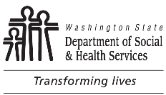 Washington State
Department of Social
& Health Services
Transforming lives